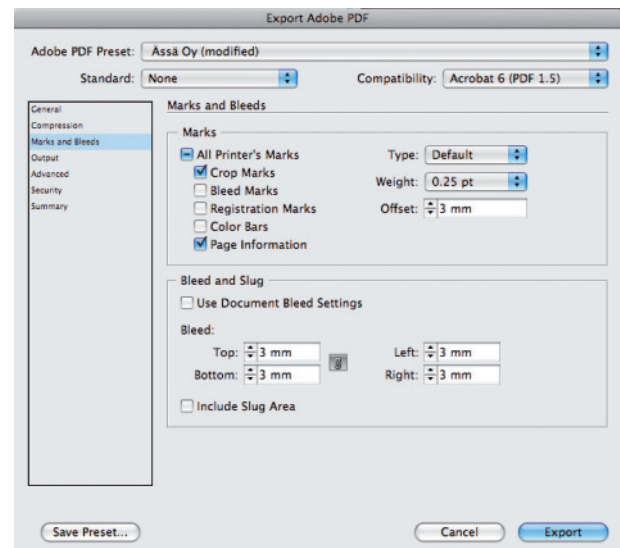 Export Adobe PDF
Adobe PDF Preset: Ässä Oy (modified)
Standard: None Compatibility: Acrobat 6 (PDF 1.5)
General
Compression
Marks and Bleeds
Output
Advanced
Security
Summary
Marks and Bleeds
Marks
All Printer's Marks
Crop Marks
Bleed Marks
Registration Marks
Color Bars
Page Information
Type: Default
Weight: 0.25 pt
Offset: 3 mm
Bleed and Slug
Use Document Bleed Settings
Bleed:
Top: 3 mm Left: 3 mm
Bottom: 3 mm Right: 3 mm
Include Slug Area
Save Preset... Cancel Export